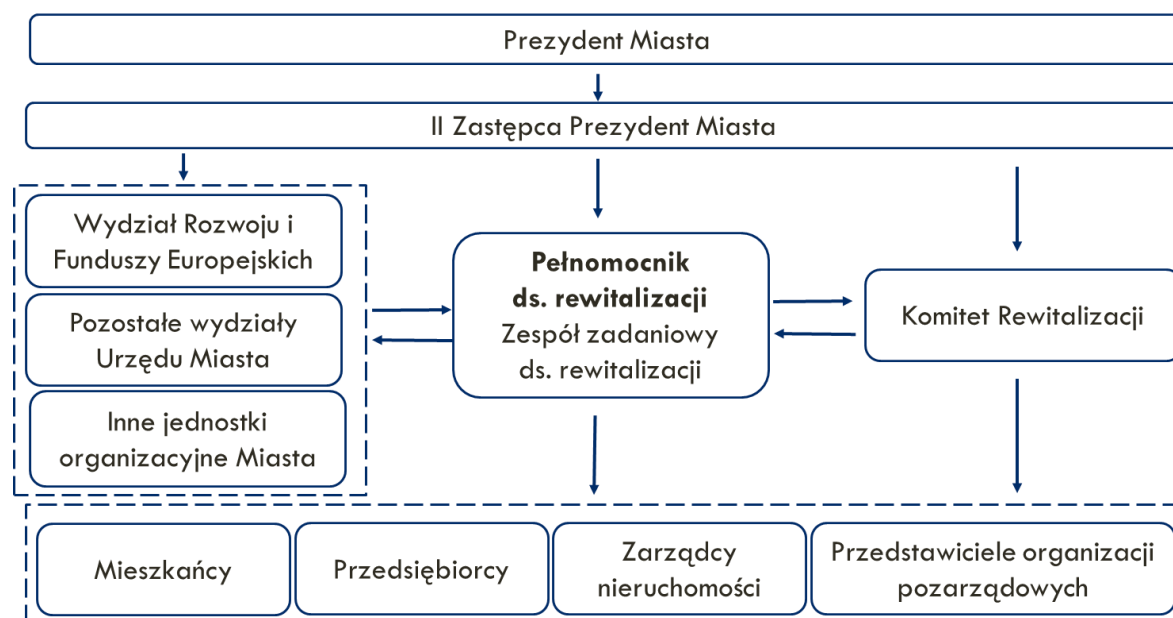 Prezydent Miasta
II Zastępca Prezydent Miasta
Wydział Rozwoju i
Funduszy Europejskich
Pozostałe wydziały
Urzędu Miasta
Inne jednostki
organizacyjne Miasta
Pełnomocnik
ds. rewitalizacji
Zespół zadaniowy
ds. rewitalizacji
Komitet Rewitalizacji
Mieszkańcy
Przedsiębiorcy
Zarządcy
nieruchomości
Przedstawiciele organizacji
pozarządowych